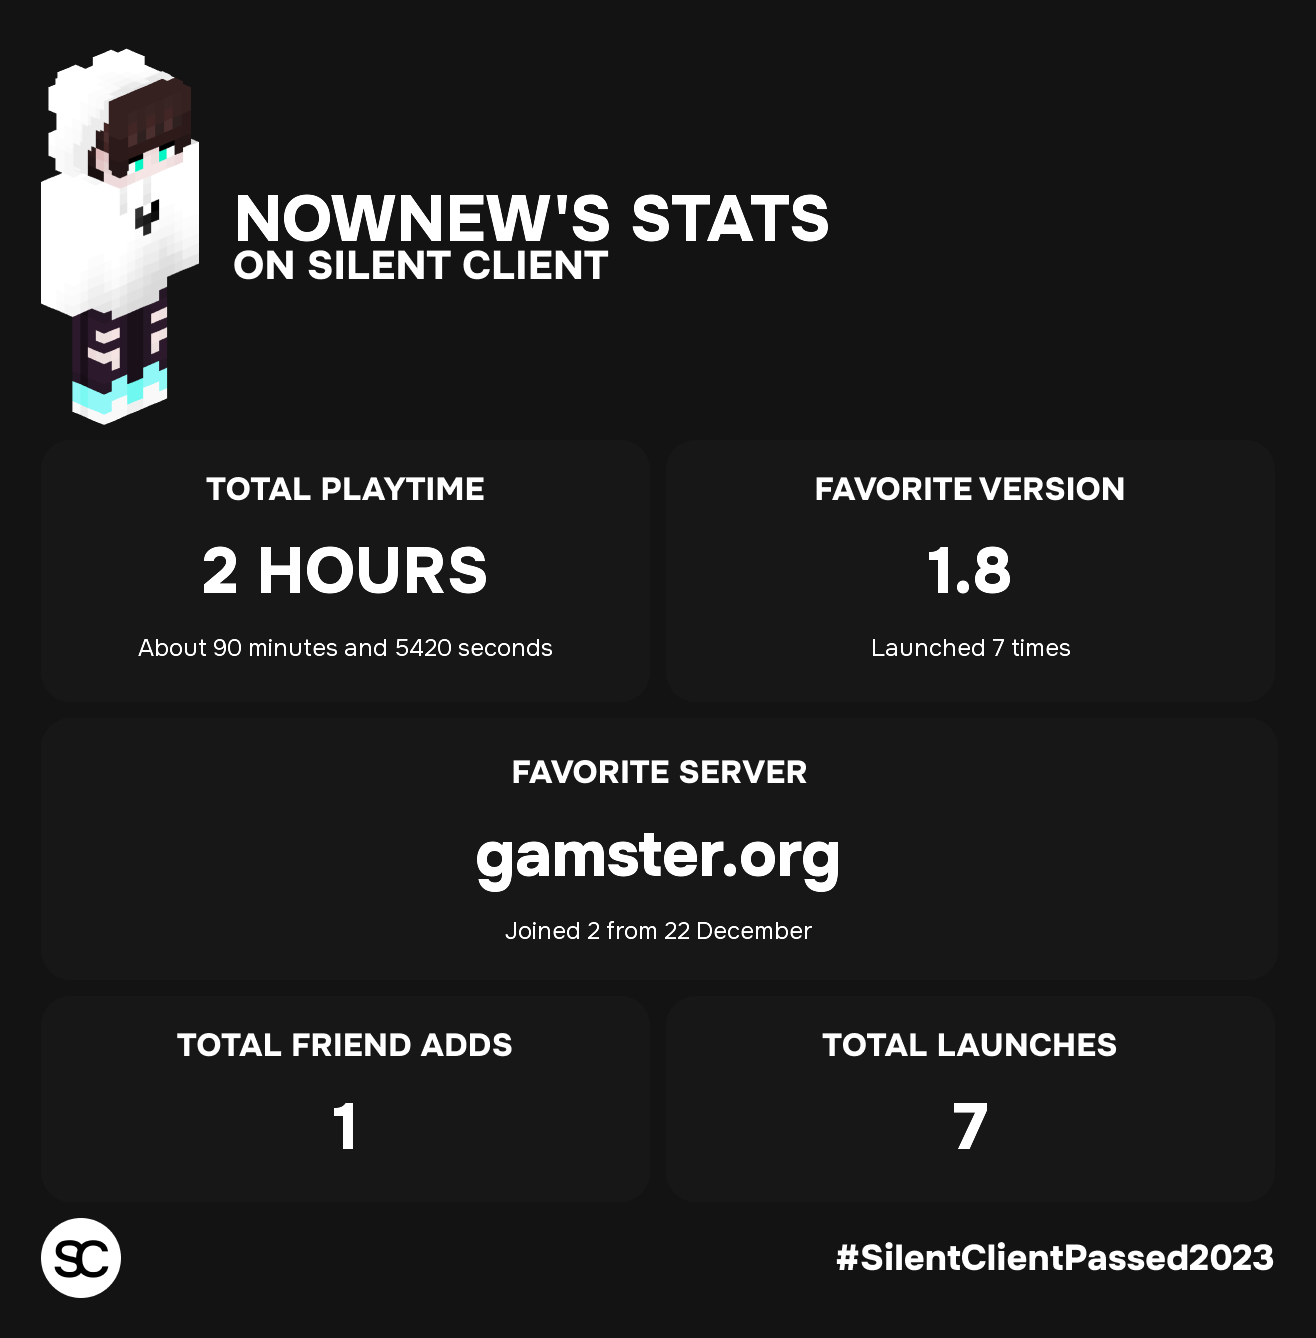 NOWNEW'S STATS
ON SILENT CLIENT
TOTAL PLAYTIME
2 HOURS
About 90 minutes and 5420 seconds
FAVORITE VERSION
1.8
Launched 7 times
FAVORITE SERVER
gamster.org
Joined 2 from 22 December
TOTAL FRIEND ADDS
1
TOTAL LAUNCHES
7
SC
#SilentClientPassed2023